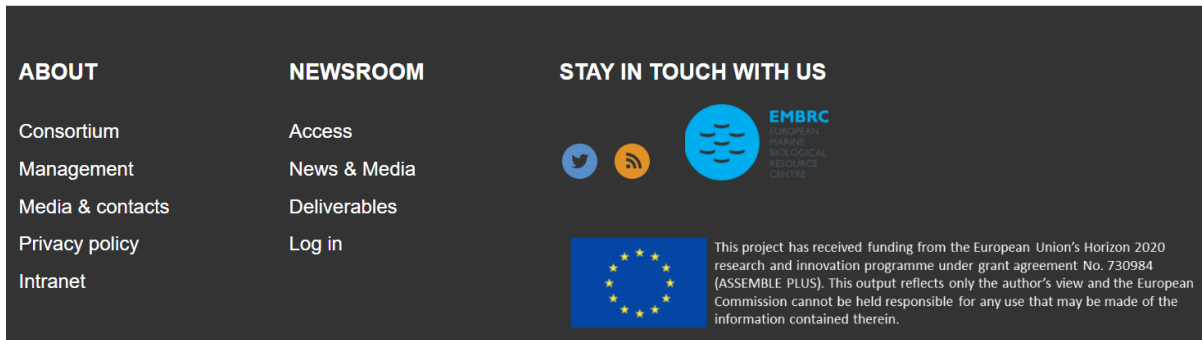 ABOUT
Consortium
Management
Media & contacts
Privacy policy
Intranet
NEWSROOM
Access
News & Media
Deliverables
Log in
STAY IN TOUCH WITH US
EMBRC
EUROPEAN
MARINE
BIOLOGICAL
RESOURCE
CENTRE
This project has received funding from the European Union’s Horizon 2020
research and innovation programme under grant agreement No. 730984
(ASSEMBLE PLUS). This output reflects only the author’s view and the European
Commission cannot be held responsible for any use that may be made of the
information contained therein.